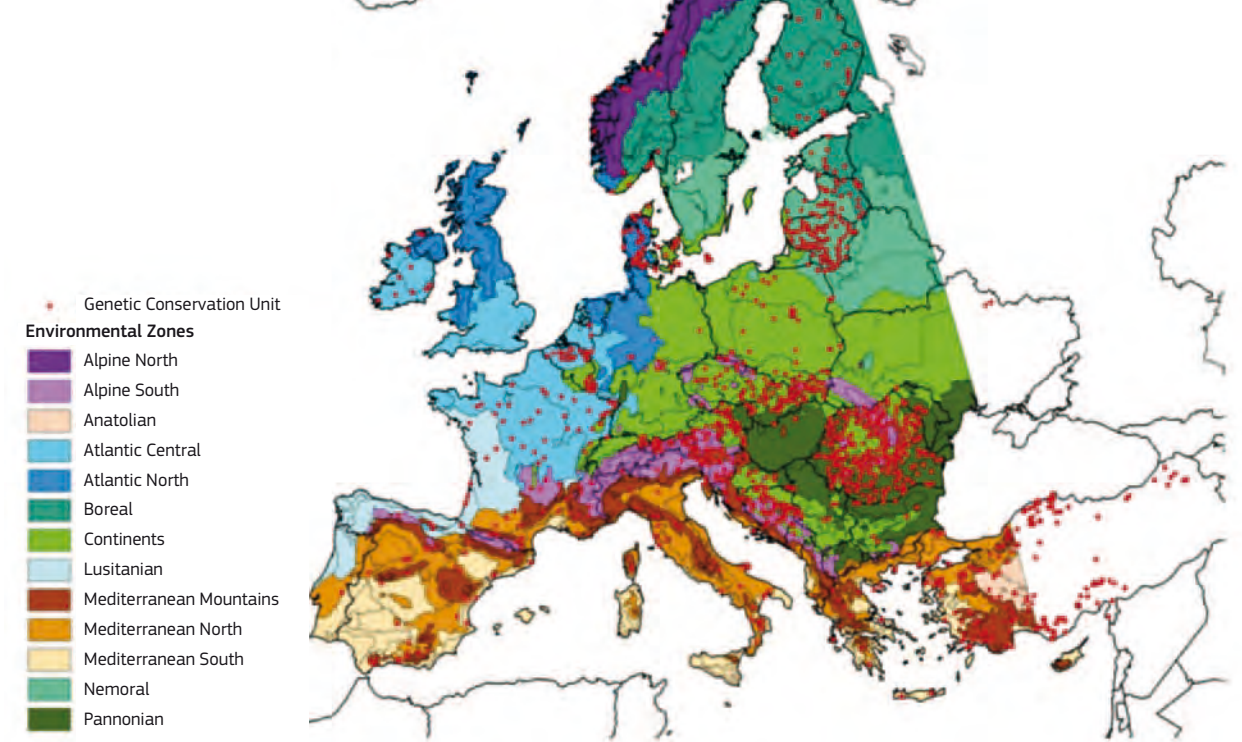 Genetic Conservation Unit
Environmental Zones
Alpine North
Alpine South
Anatolian
Atlantic Central
Atlantic North
Boreal
Continents
Lusitanian
Mediterranean Mountains
Mediterranean North
Mediterranean South
Nemoral
Pannonian